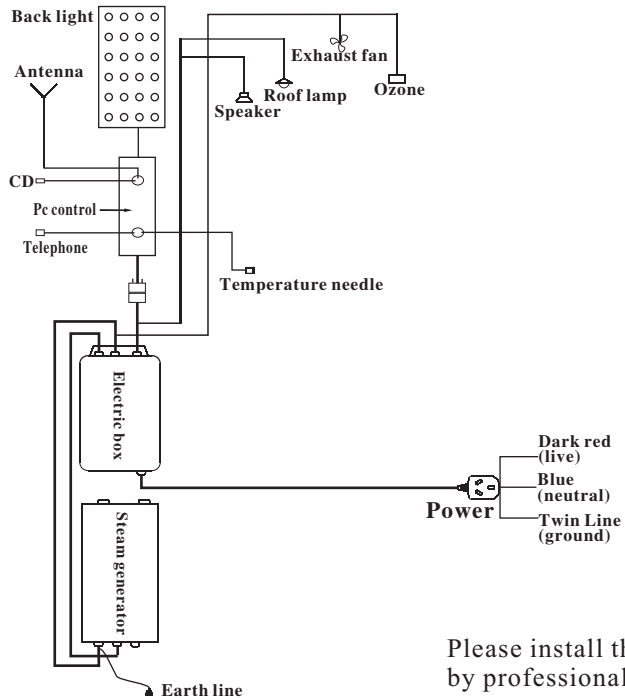 Back light
Antenna
Exhaust fan
Roof lamp
Ozone
Speaker
CD
Pc control
Telephone
Temperature needle
Electric box
Dark red
(live)
Blue
(neutral)
Power
Twin Line
(ground)
Steam generator
Please install th
by professional
Earth line